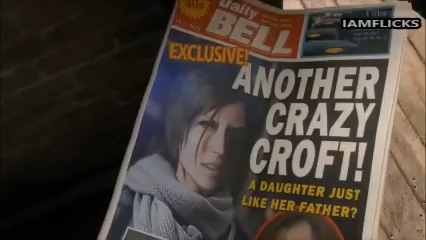 IAMFLICKS
daily
BELL
EXCLUSIVE!
ANOTHER
CRAZY
CROFT!
A DAUGHTER JUST
LIKE HER FATHER?